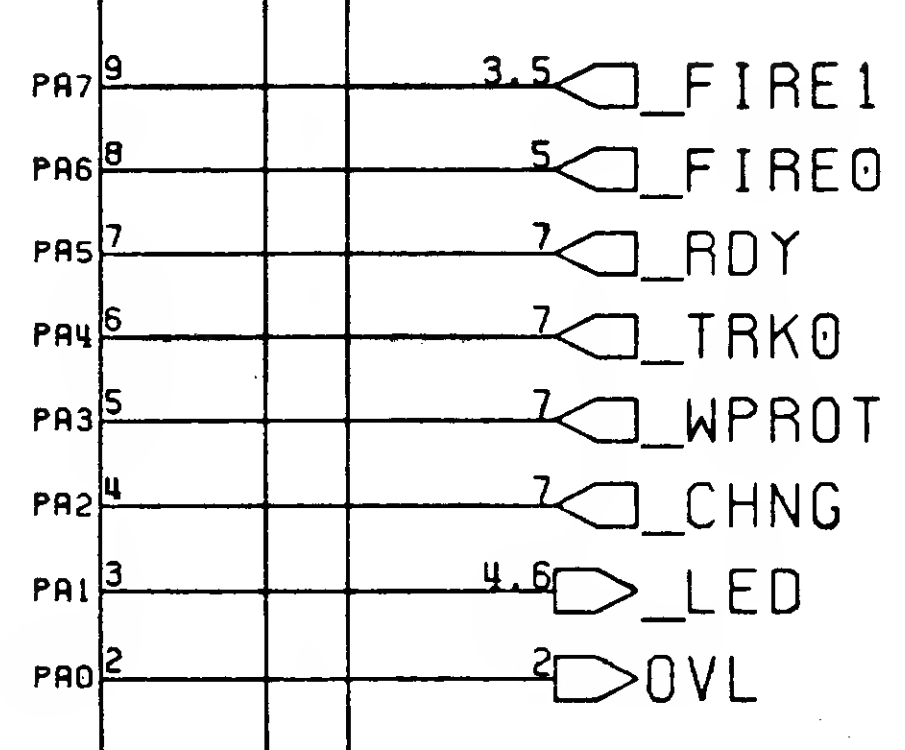 PA7 9 3.5 _FIRE1
PA6 8 5 _FIRE0
PA5 7 7 _RDY
PA4 6 7 _TRK0
PA3 5 7 _WPROT
PA2 4 7 _CHNG
PA1 3 4.6 _LED
PA0 2 2 OVL